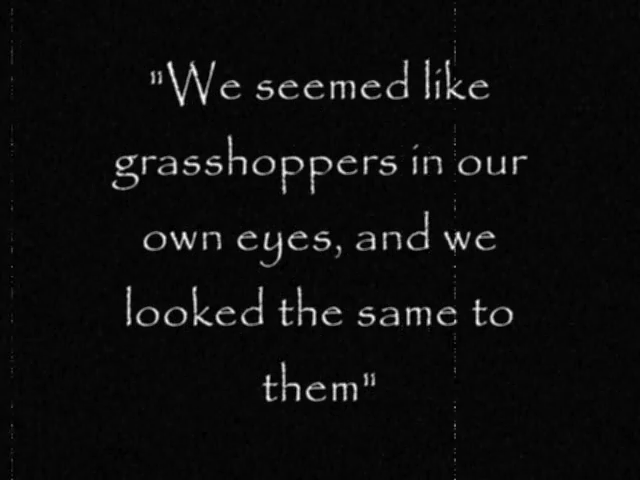 "We seemed like
grasshoppers in our
own eyes, and we
looked the same to
them"